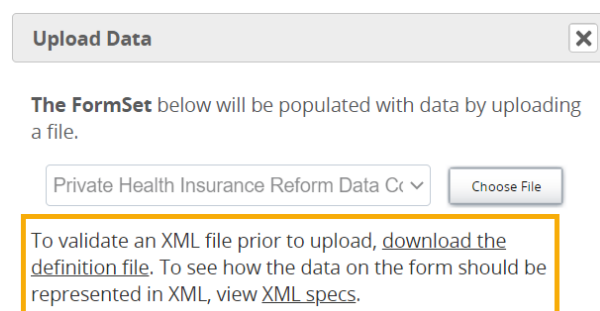 Upload Data
The FormSet below will be populated with data by uploading
a file.
Private Health Insurance Reform Data Cc
Choose File
To validate an XML file prior to upload, download the
definition file. To see how the data on the form should be
represented in XML, view XML specs.